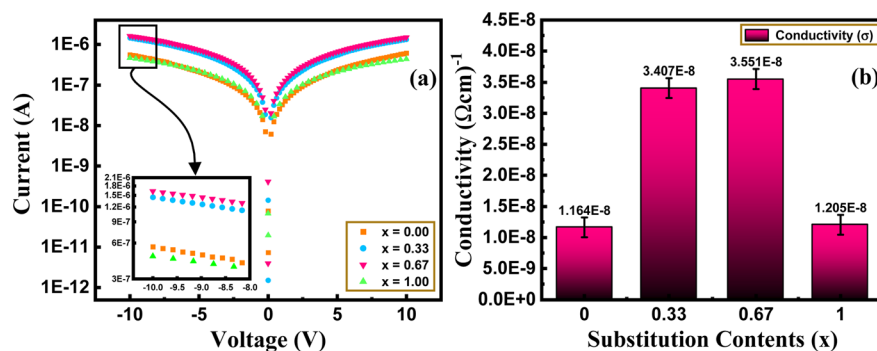 (a)
Current (A)
1E-6
1E-7
1E-8
1E-9
1E-10
1E-11
1E-12
2.1E-6
1.8E-6
1.5E-6
1.2E-6
9E-7
6E-7
3E-7
-10.0 -9.5 -9.0 -8.5 -8.0
x = 0.00
x = 0.33
x = 0.67
x = 1.00
-10 -5 0 5 10
Voltage (V)
(b)
Conductivity (Ωcm)-1
4.5E-8
4.0E-8
3.5E-8
3.0E-8
2.5E-8
2.0E-8
1.5E-8
1.0E-8
5.0E-9
0.0E+0
Conductivity (σ)
1.164E-8
3.407E-8
3.551E-8
1.205E-8
0 0.33 0.67 1
Substitution Contents (x)